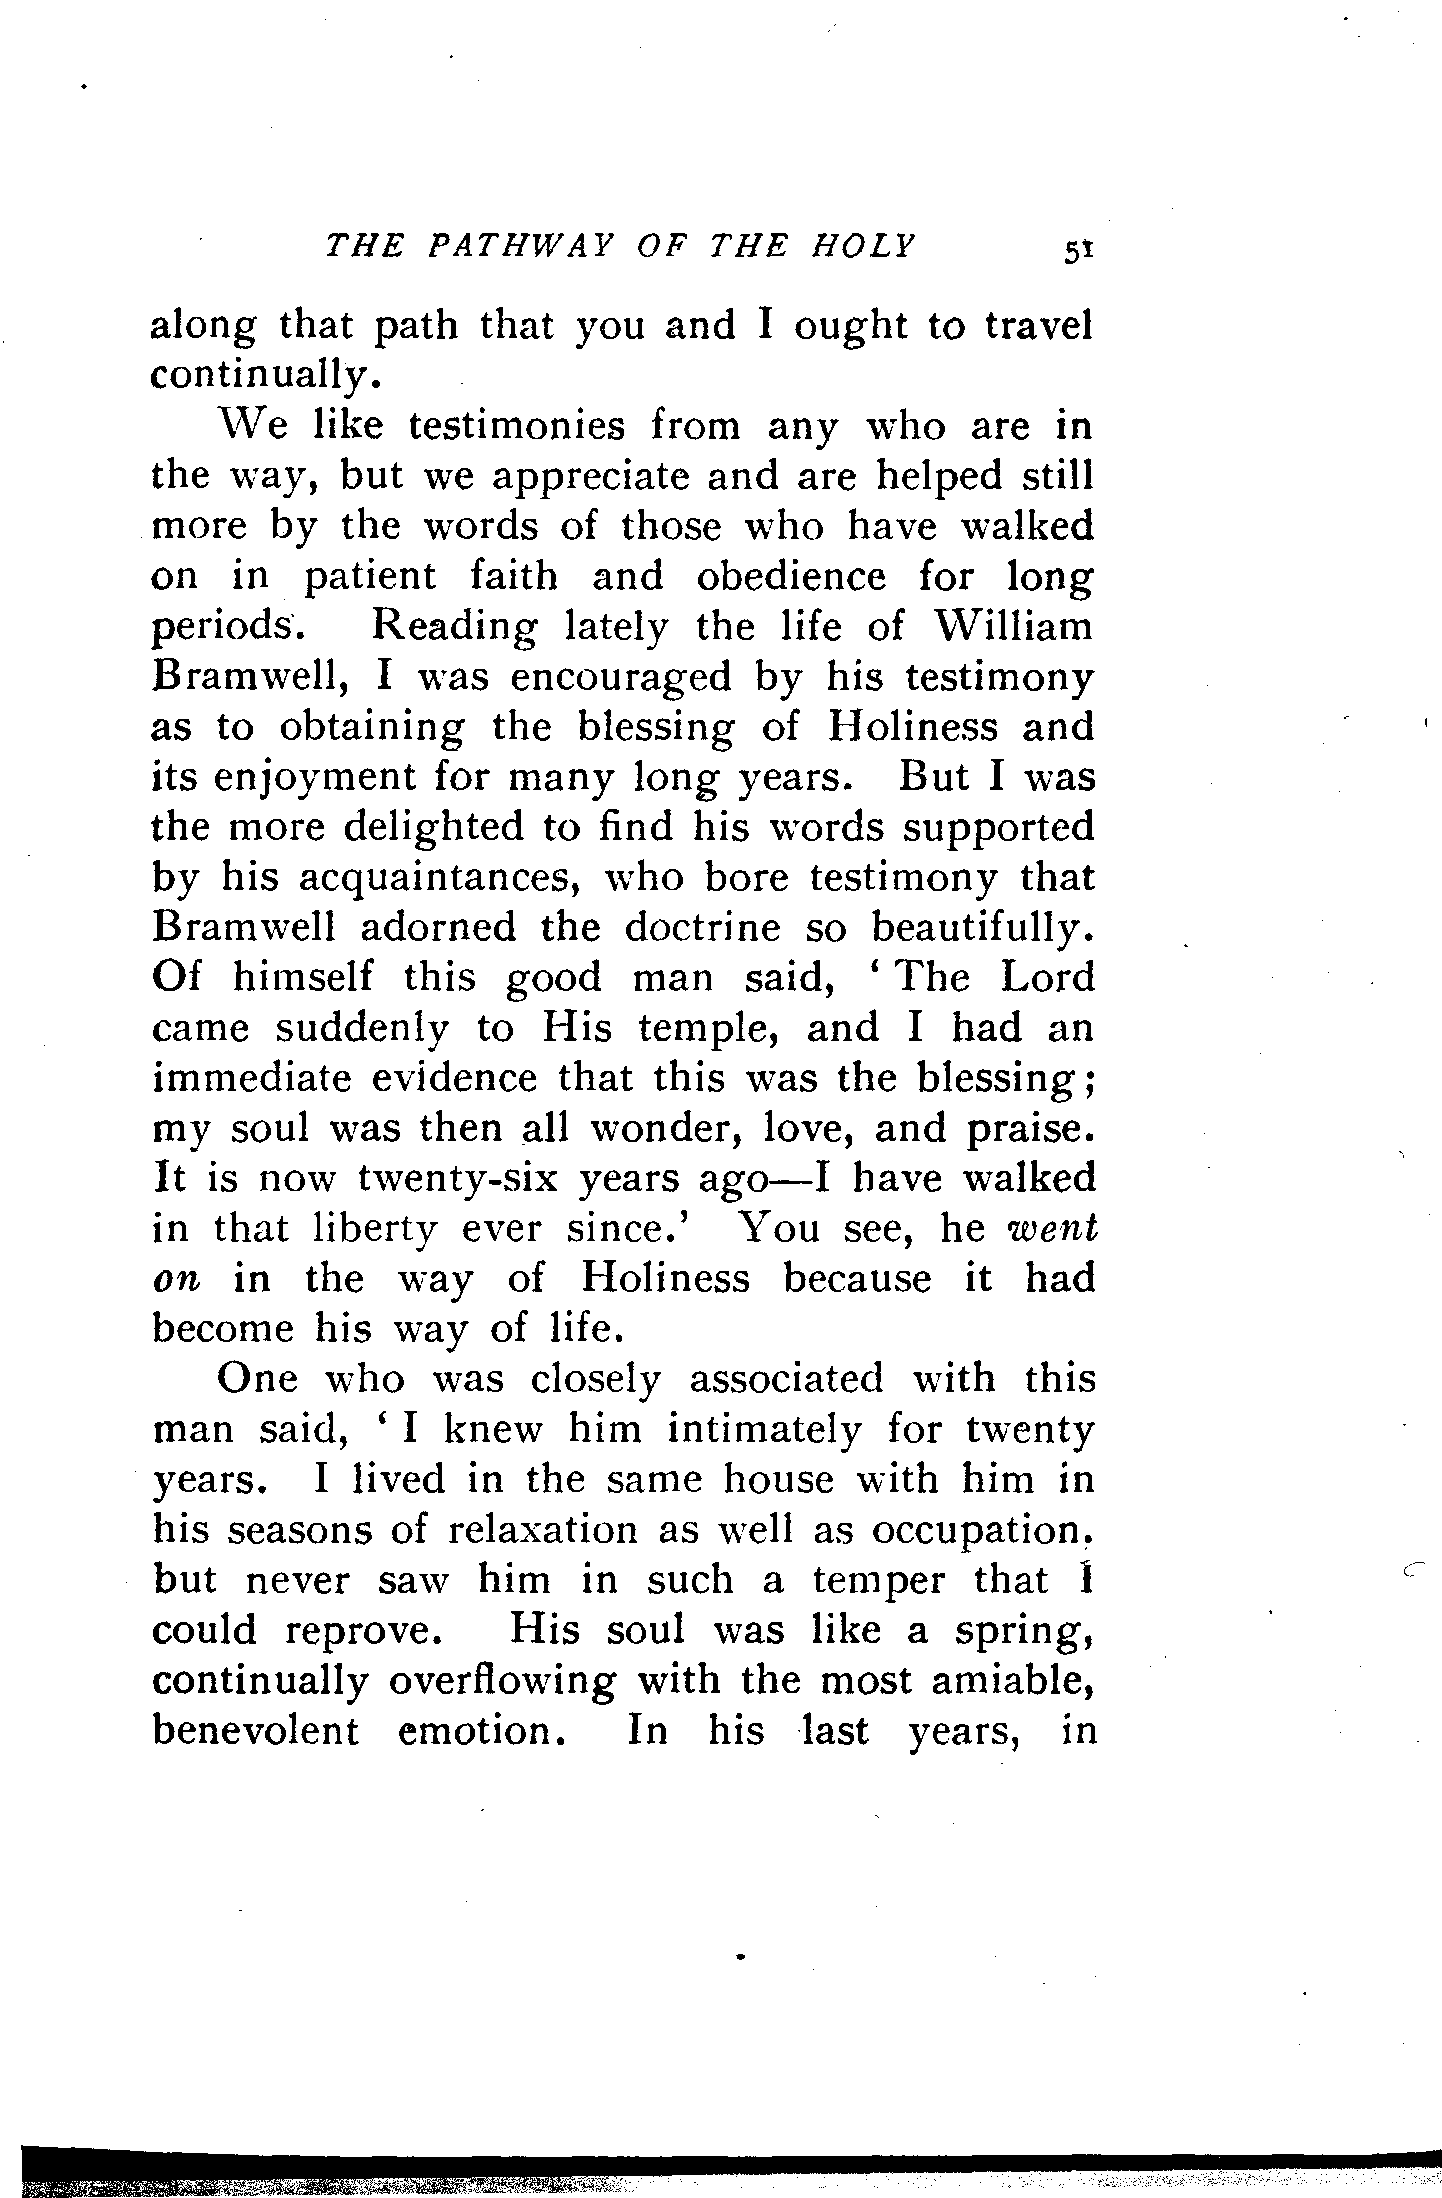 THE PATHWAY OF THE HOLY 51
along that path that you and I ought to travel
continually.
We like testimonies from any who are in
the way, but we appreciate and are helped still
more by the words of those who have walked
on in patient faith and obedience for long
periods. Reading lately the life of William
Bramwell, I was encouraged by his testimony
as to obtaining the blessing of Holiness and
its enjoyment for many long years. But I was
the more delighted to find his words supported
by his acquaintances, who bore testimony that
Bramwell adorned the doctrine so beautifully.
Of himself this good man said, ‘ The Lord
came suddenly to His temple, and I had an
immediate evidence that this was the blessing;
my soul was then all wonder, love, and praise.
It is now twenty-six years ago—I have walked
in that liberty ever since.’ You see, he went
on in the way of Holiness because it had
become his way of life.
One who was closely associated with this
man said, ‘ I knew him intimately for twenty
years. I lived in the same house with him in
his seasons of relaxation as well as occupation,
but never saw him in such a temper that I
could reprove. His soul was like a spring,
continually overflowing with the most amiable,
benevolent emotion. In his last years, in